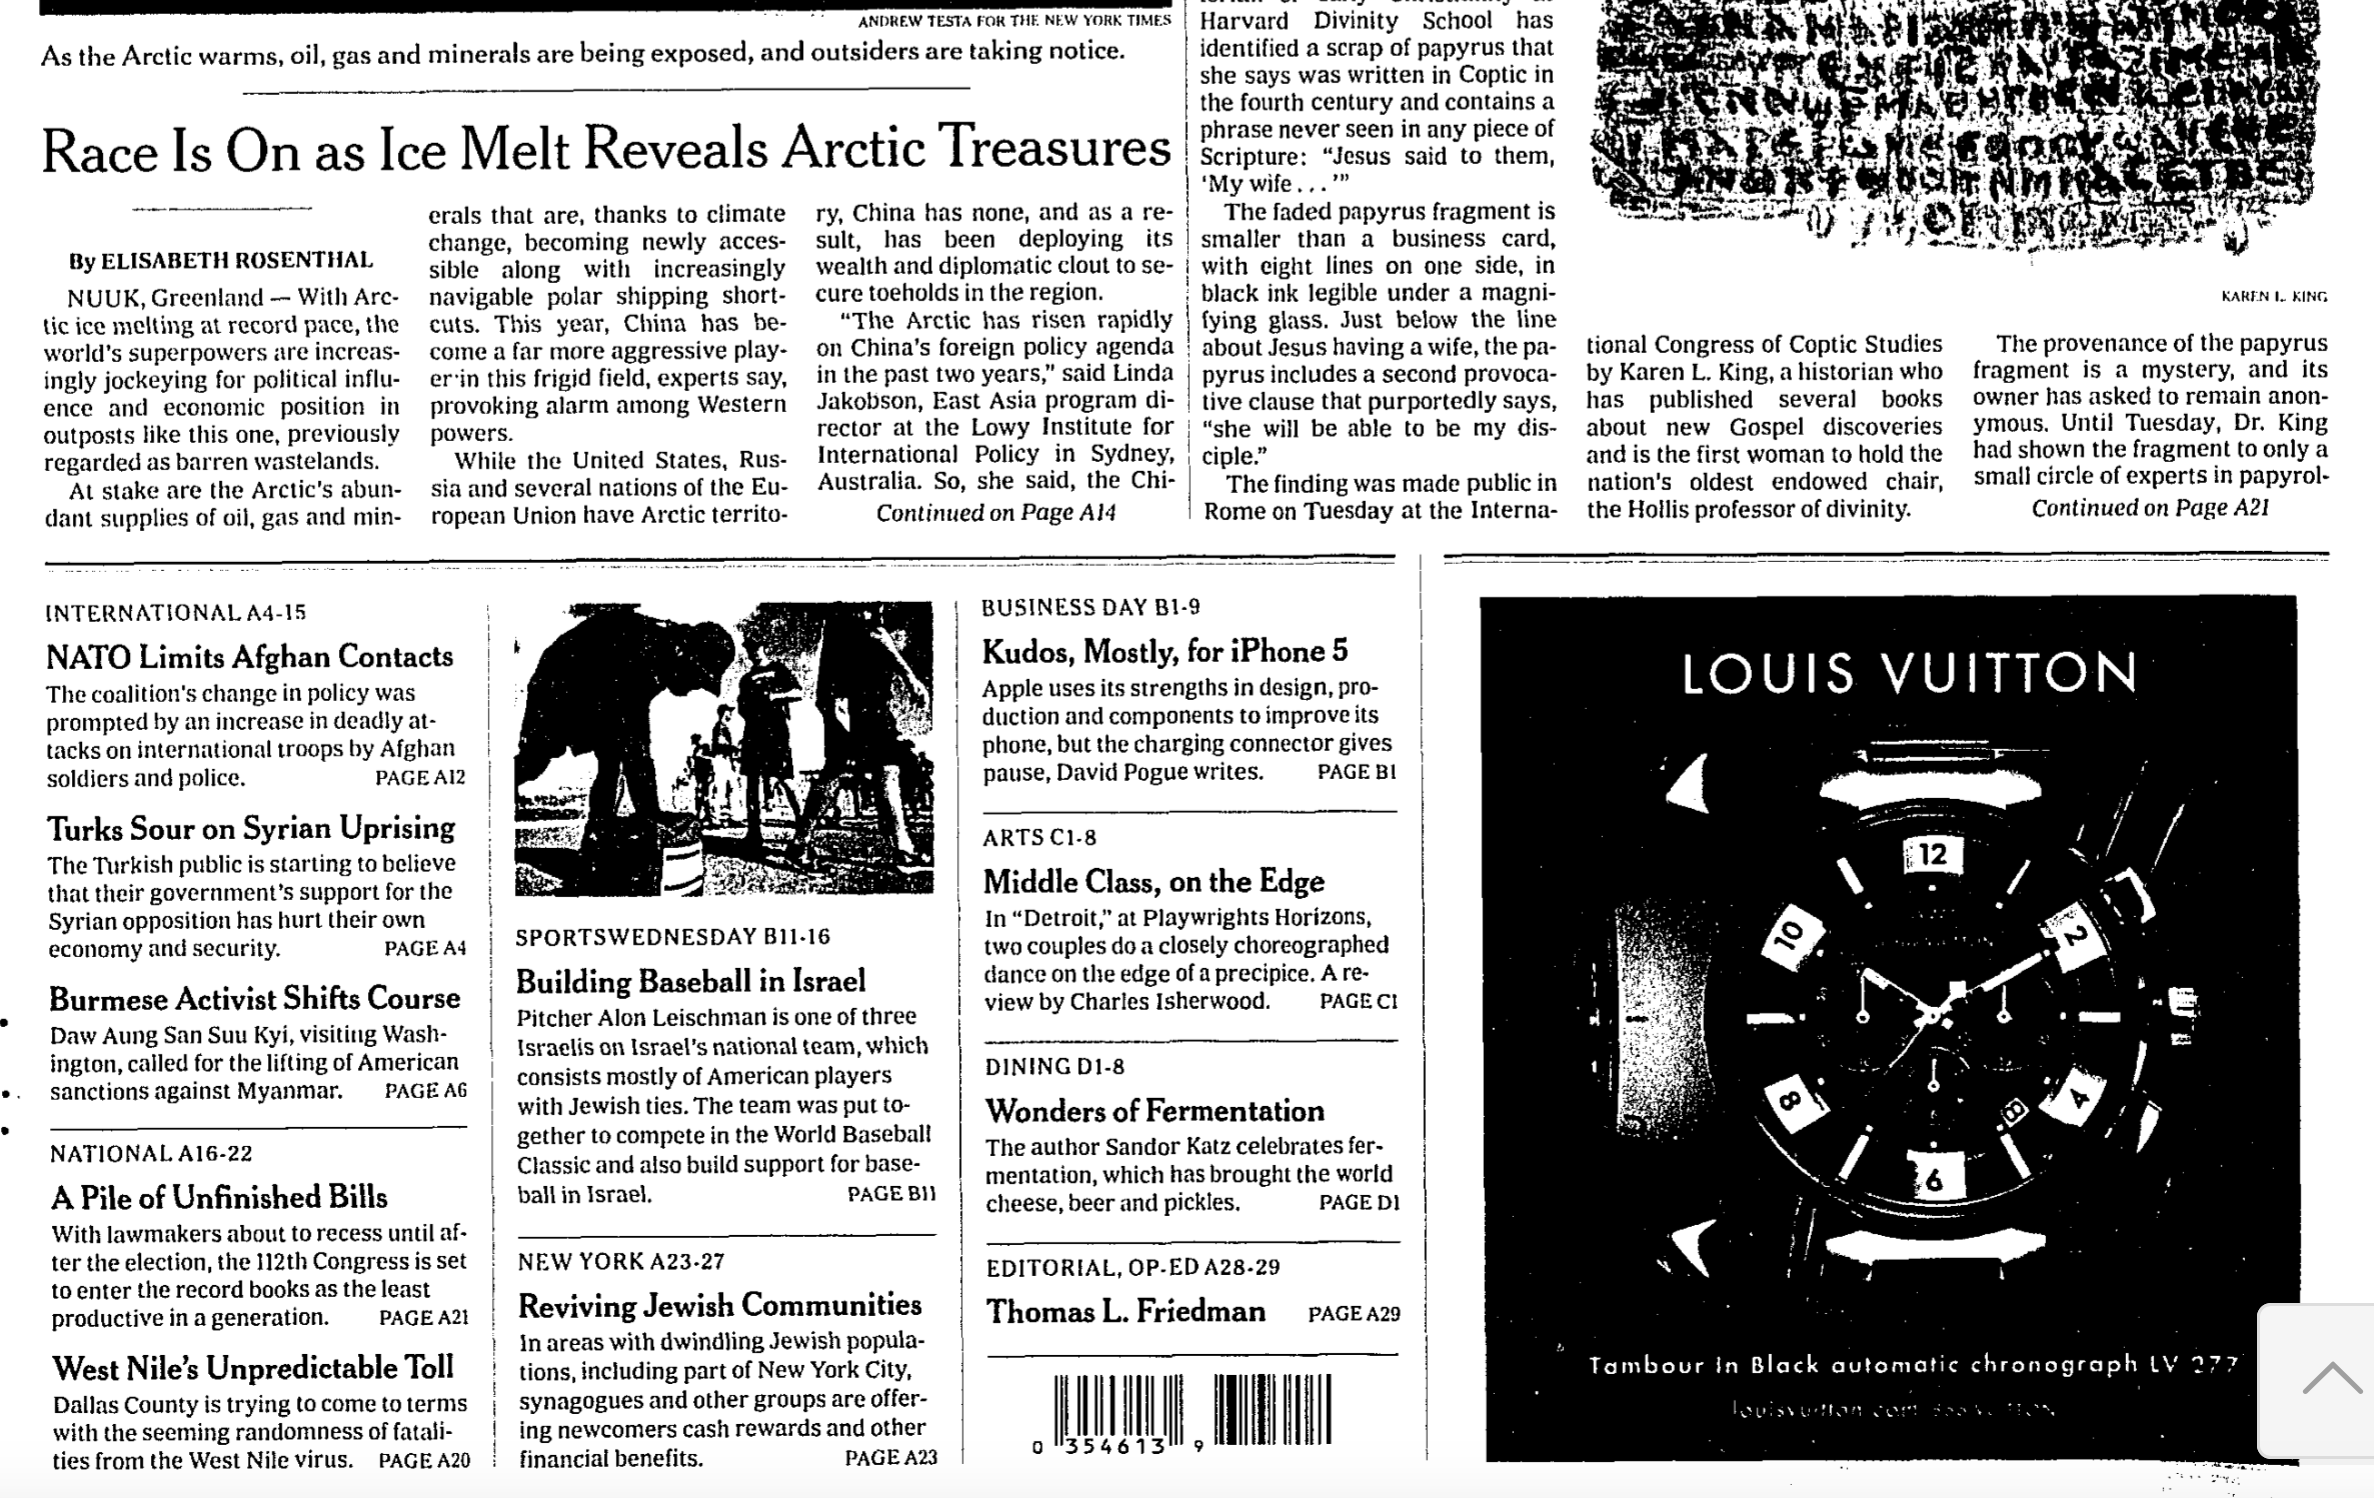 ANDREW TESTA FOR THE NEW YORK TIMES
As the Arctic warms, oil, gas and minerals are being exposed, and outsiders are taking notice.
Race Is On as Ice Melt Reveals Arctic Treasures
By ELISABETH ROSENTHAL
NUUK, Greenland — With Arc-
tic ice melting at record pace, the
world's superpowers are increas-
ingly jockeying for political influ-
ence and economic position in
outposts like this one, previously
regarded as barren wastelands.
At stake are the Arctic's abun-
dant supplies of oil, gas and min-
erals that are, thanks to climate
change, becoming newly acces-
sible along with increasingly
navigable polar shipping short-
cuts. This year, China has be-
come a far more aggressive play-
er in this frigid field, experts say,
provoking alarm among Western
powers.
While the United States, Rus-
sia and several nations of the Eu-
ropean Union have Arctic territo-
ry, China has none, and as a re-
sult, has been deploying its
wealth and diplomatic clout to se-
cure toeholds in the region.
“The Arctic has risen rapidly
on China's foreign policy agenda
in the past two years,” said Linda
Jakobson, East Asia program di-
rector at the Lowy Institute for
International Policy in Sydney,
Australia. So, she said, the Chi-
Continued on Page A14
Harvard Divinity School has
identified a scrap of papyrus that
she says was written in Coptic in
the fourth century and contains a
phrase never seen in any piece of
Scripture: “Jesus said to them,
‘My wife . . .’”
The faded papyrus fragment is
smaller than a business card,
with eight lines on one side, in
black ink legible under a magni-
fying glass. Just below the line
about Jesus having a wife, the pa-
pyrus includes a second provoca-
tive clause that purportedly says,
“she will be able to be my dis-
ciple.”
The finding was made public in
Rome on Tuesday at the Interna-
KAREN L. KING
tional Congress of Coptic Studies
by Karen L. King, a historian who
has published several books
about new Gospel discoveries
and is the first woman to hold the
nation's oldest endowed chair,
the Hollis professor of divinity.
The provenance of the papyrus
fragment is a mystery, and its
owner has asked to remain anon-
ymous. Until Tuesday, Dr. King
had shown the fragment to only a
small circle of experts in papyrol-
Continued on Page A21
INTERNATIONAL A4-15
NATO Limits Afghan Contacts
The coalition's change in policy was
prompted by an increase in deadly at-
tacks on international troops by Afghan
soldiers and police. PAGE A12
Turks Sour on Syrian Uprising
The Turkish public is starting to believe
that their government's support for the
Syrian opposition has hurt their own
economy and security. PAGE A4
Burmese Activist Shifts Course
Daw Aung San Suu Kyi, visiting Wash-
ington, called for the lifting of American
sanctions against Myanmar. PAGE A6
NATIONAL A16-22
A Pile of Unfinished Bills
With lawmakers about to recess until af-
ter the election, the 112th Congress is set
to enter the record books as the least
productive in a generation. PAGE A21
West Nile's Unpredictable Toll
Dallas County is trying to come to terms
with the seeming randomness of fatali-
ties from the West Nile virus. PAGE A20
SPORTSWEDNESDAY B11-16
Building Baseball in Israel
Pitcher Alon Leischman is one of three
Israelis on Israel's national team, which
consists mostly of American players
with Jewish ties. The team was put to-
gether to compete in the World Baseball
Classic and also build support for base-
ball in Israel. PAGE B11
NEW YORK A23-27
Reviving Jewish Communities
In areas with dwindling Jewish popula-
tions, including part of New York City,
synagogues and other groups are offer-
ing newcomers cash rewards and other
financial benefits. PAGE A23
BUSINESS DAY B1-9
Kudos, Mostly, for iPhone 5
Apple uses its strengths in design, pro-
duction and components to improve its
phone, but the charging connector gives
pause, David Pogue writes. PAGE B1
ARTS C1-8
Middle Class, on the Edge
In “Detroit,” at Playwrights Horizons,
two couples do a closely choreographed
dance on the edge of a precipice. A re-
view by Charles Isherwood. PAGE C1
DINING D1-8
Wonders of Fermentation
The author Sandor Katz celebrates fer-
mentation, which has brought the world
cheese, beer and pickles. PAGE D1
EDITORIAL, OP-ED A28-29
Thomas L. Friedman PAGE A29
0 354613 9
LOUIS VUITTON
12
10 2
8 4
6
Tambour in Black automatic chronograph LV 277